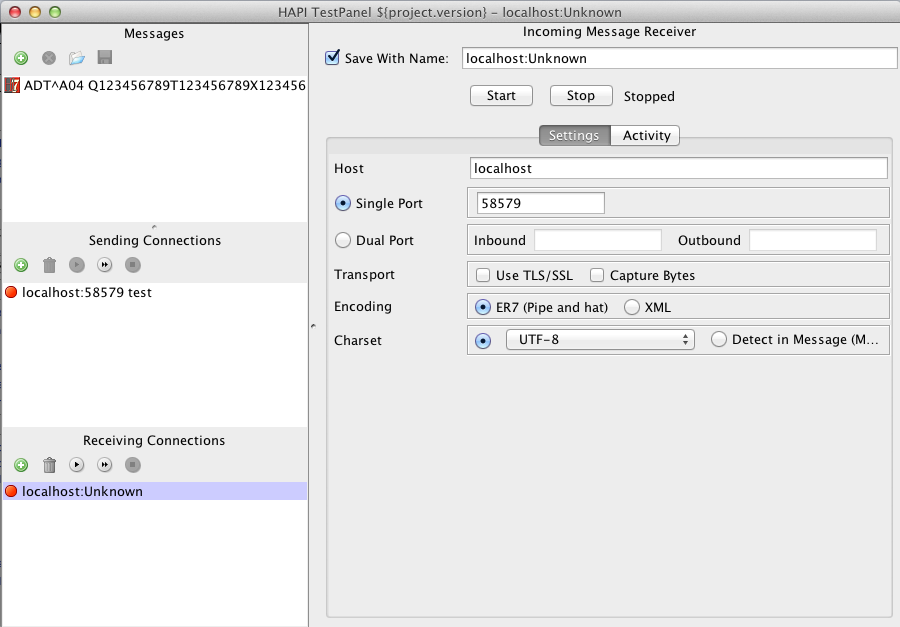 HAPI TestPanel ${project.version} - localhost:Unknown
Messages
7 ADT^A04 Q123456789T123456789X123456
Sending Connections
localhost:58579 test
Receiving Connections
localhost:Unknown
Incoming Message Receiver
Save With Name: localhost:Unknown
Start Stop Stopped
Settings Activity
Host localhost
Single Port 58579
Dual Port Inbound Outbound
Transport Use TLS/SSL Capture Bytes
Encoding ER7 (Pipe and hat) XML
Charset UTF-8 Detect in Message (M...